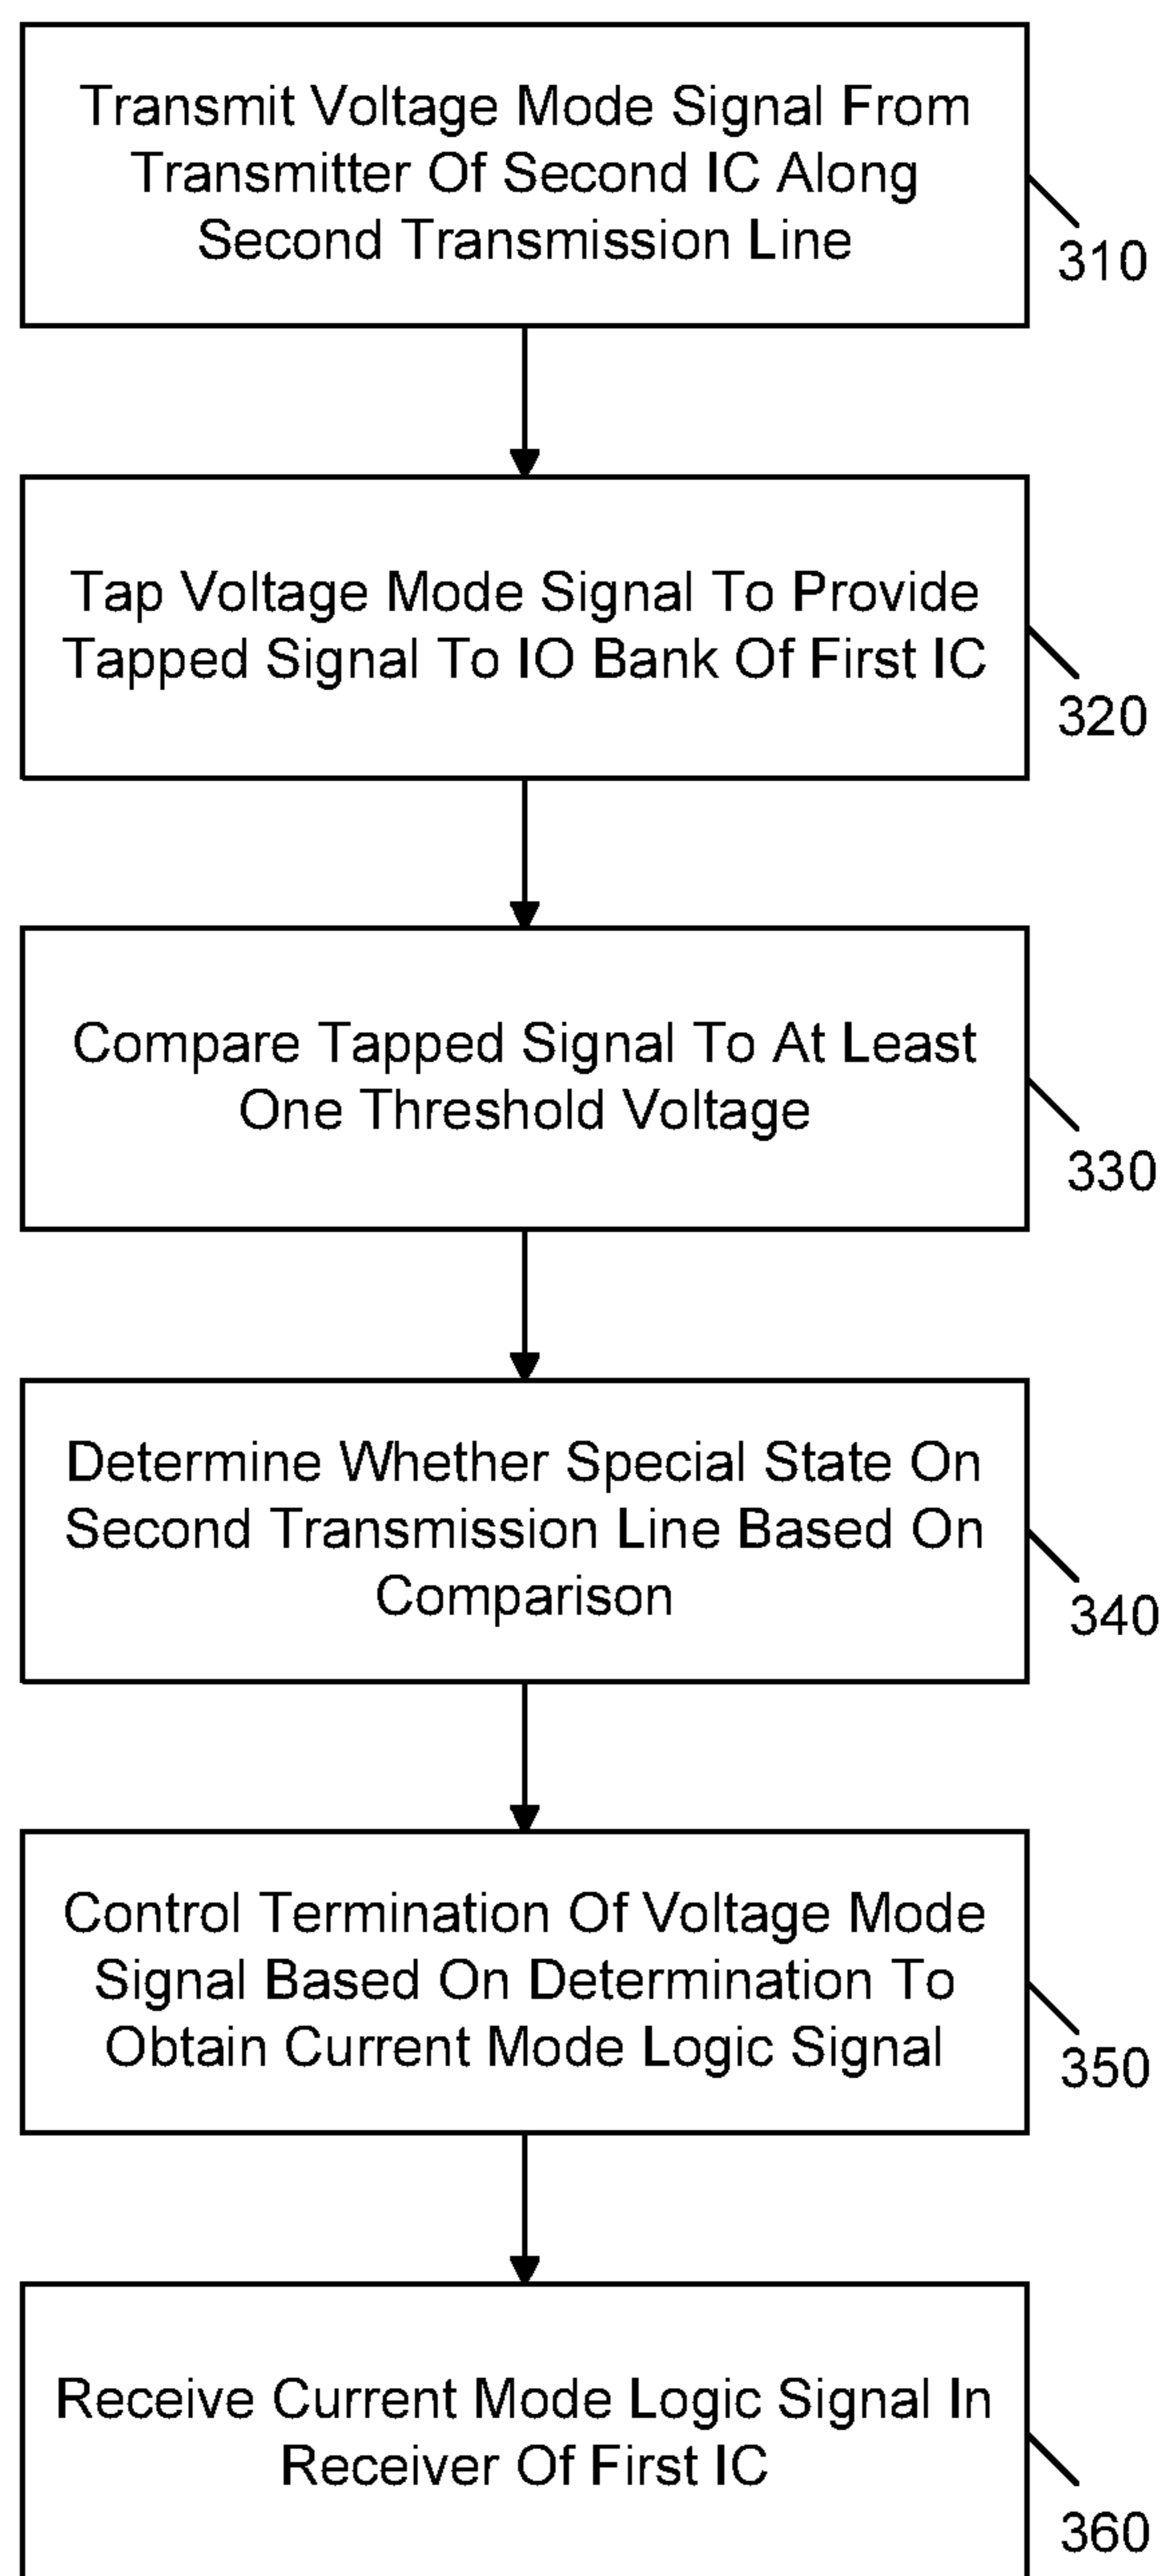 Transmit Voltage Mode Signal From
Transmitter Of Second IC Along
Second Transmission Line
310
Tap Voltage Mode Signal To Provide
Tapped Signal To IO Bank Of First IC
320
Compare Tapped Signal To At Least
One Threshold Voltage
330
Determine Whether Special State On
Second Transmission Line Based On
Comparison
340
Control Termination Of Voltage Mode
Signal Based On Determination To
Obtain Current Mode Logic Signal
350
Receive Current Mode Logic Signal In
Receiver Of First IC
360